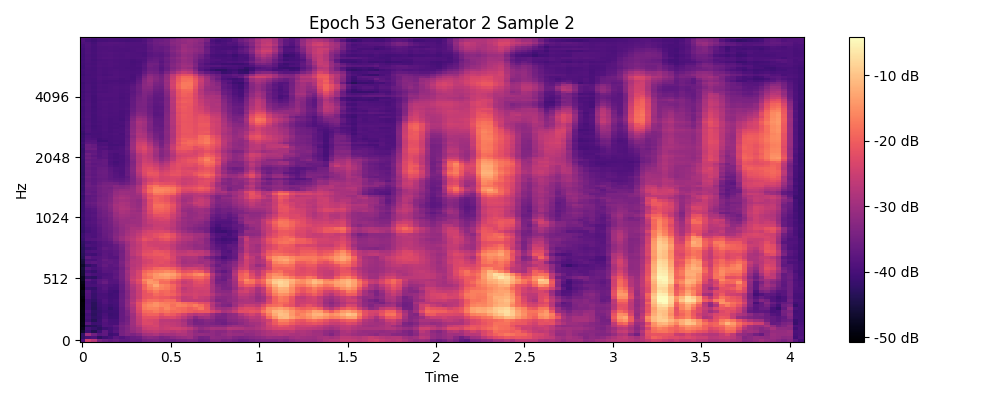 Epoch 53 Generator 2 Sample 2
Hz
4096
2048
1024
512
0
0 0.5 1 1.5 2 2.5 3 3.5 4
Time
-10 dB
-20 dB
-30 dB
-40 dB
-50 dB